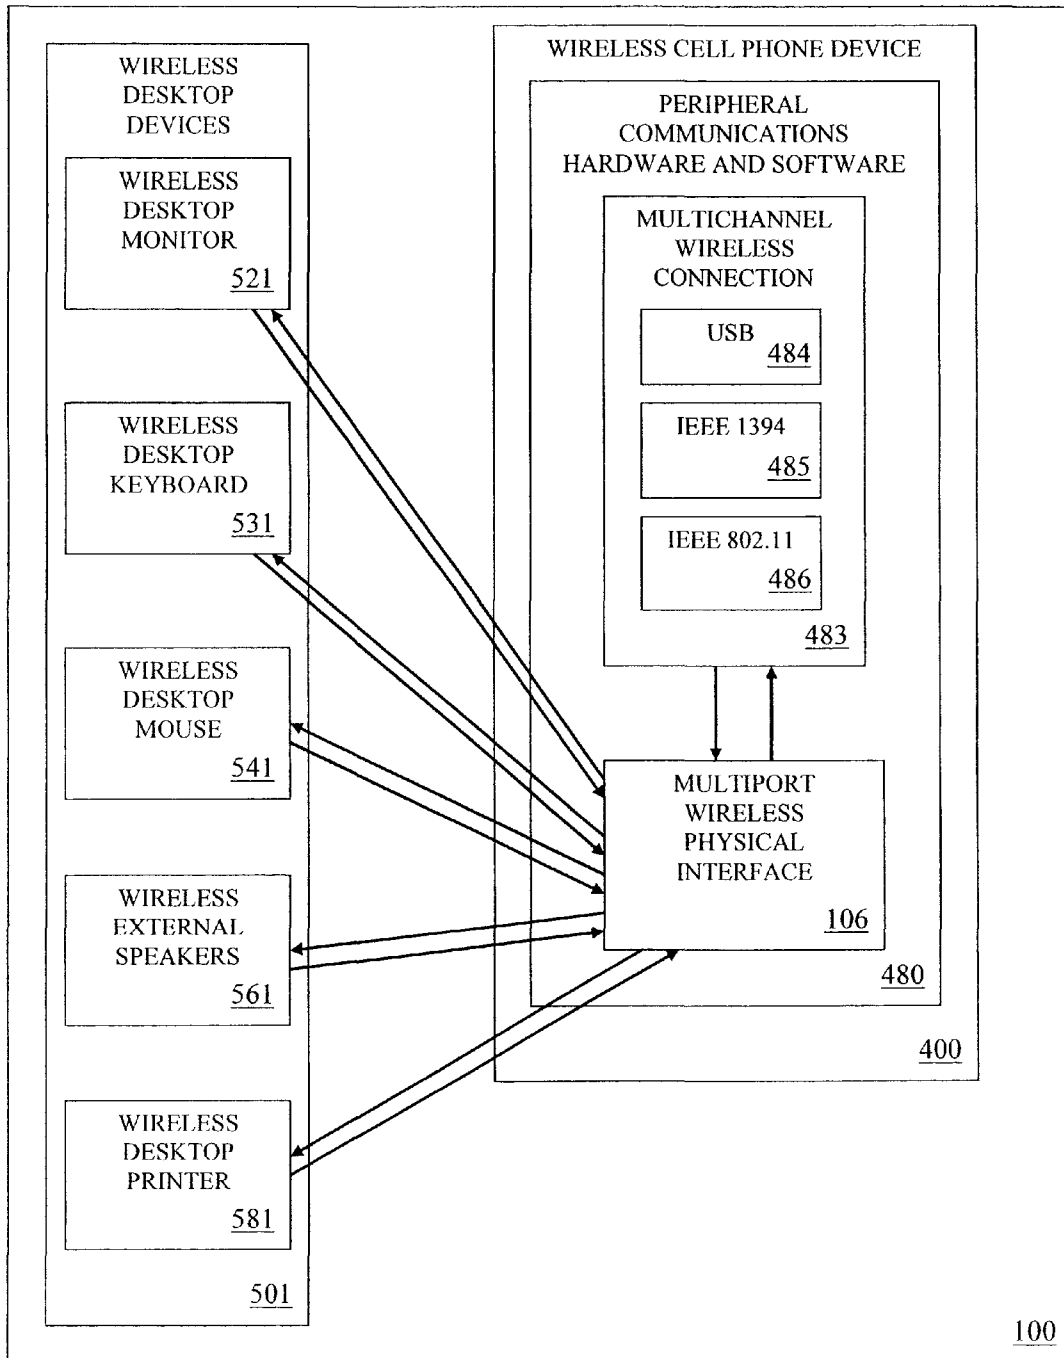 WIRELESS
DESKTOP
DEVICES
WIRELESS
DESKTOP
MONITOR
521
WIRELESS
DESKTOP
KEYBOARD
531
WIRELESS
DESKTOP
MOUSE
541
WIRELESS
EXTERNAL
SPEAKERS
561
WIRELESS
DESKTOP
PRINTER
581
501
WIRELESS CELL PHONE DEVICE
PERIPHERAL
COMMUNICATIONS
HARDWARE AND SOFTWARE
MULTICHANNEL
WIRELESS
CONNECTION
USB
484
IEEE 1394
485
IEEE 802.11
486
483
MULTIPORT
WIRELESS
PHYSICAL
INTERFACE
106
480
400
100